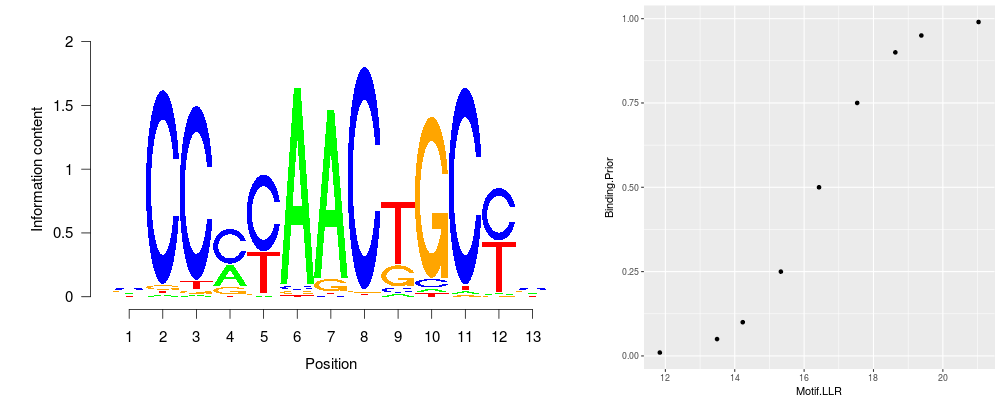 2
1.5
1
0.5
0
Information content
C C C A G C T A A G C T G G C T C T
1 2 3 4 5 6 7 8 9 10 11 12 13
Position
1.00
0.75
0.50
0.25
0.00
Binding.Prior
12 14 16 18 20
Motif.LLR